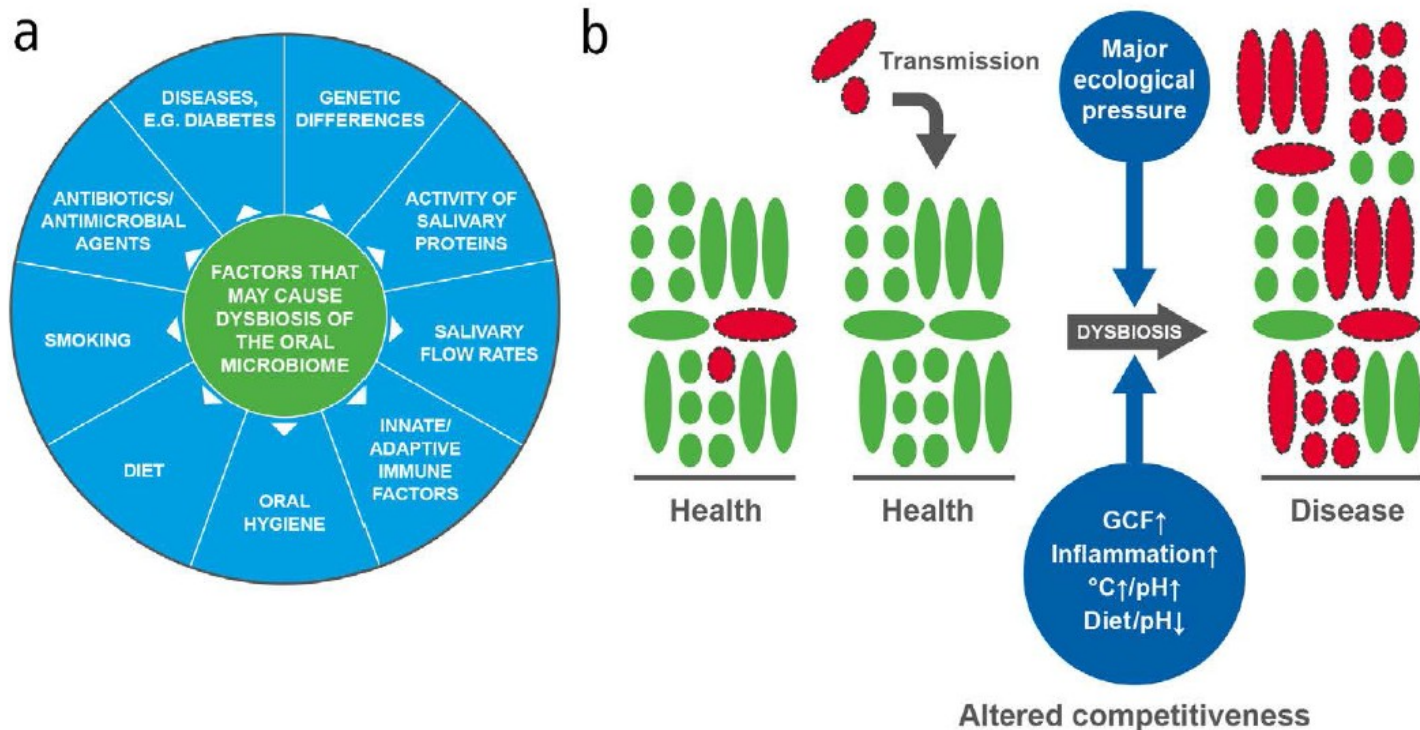 a
DISEASES,
E.G. DIABETES
GENETIC
DIFFERENCES
ACTIVITY OF
SALIVARY
PROTEINS
SALIVARY
FLOW RATES
INNATE/
ADAPTIVE
IMMUNE
FACTORS
ORAL
HYGIENE
DIET
SMOKING
ANTIBIOTICS/
ANTIMICROBIAL
AGENTS
FACTORS THAT
MAY CAUSE
DYSBIOSIS OF
THE ORAL
MICROBIOME
b
Transmission
Major
ecological
pressure
DYSBIOSIS
Health
Health
Disease
GCF↑
Inflammation↑
°C↑/pH↑
Diet/pH↓
Altered competitiveness